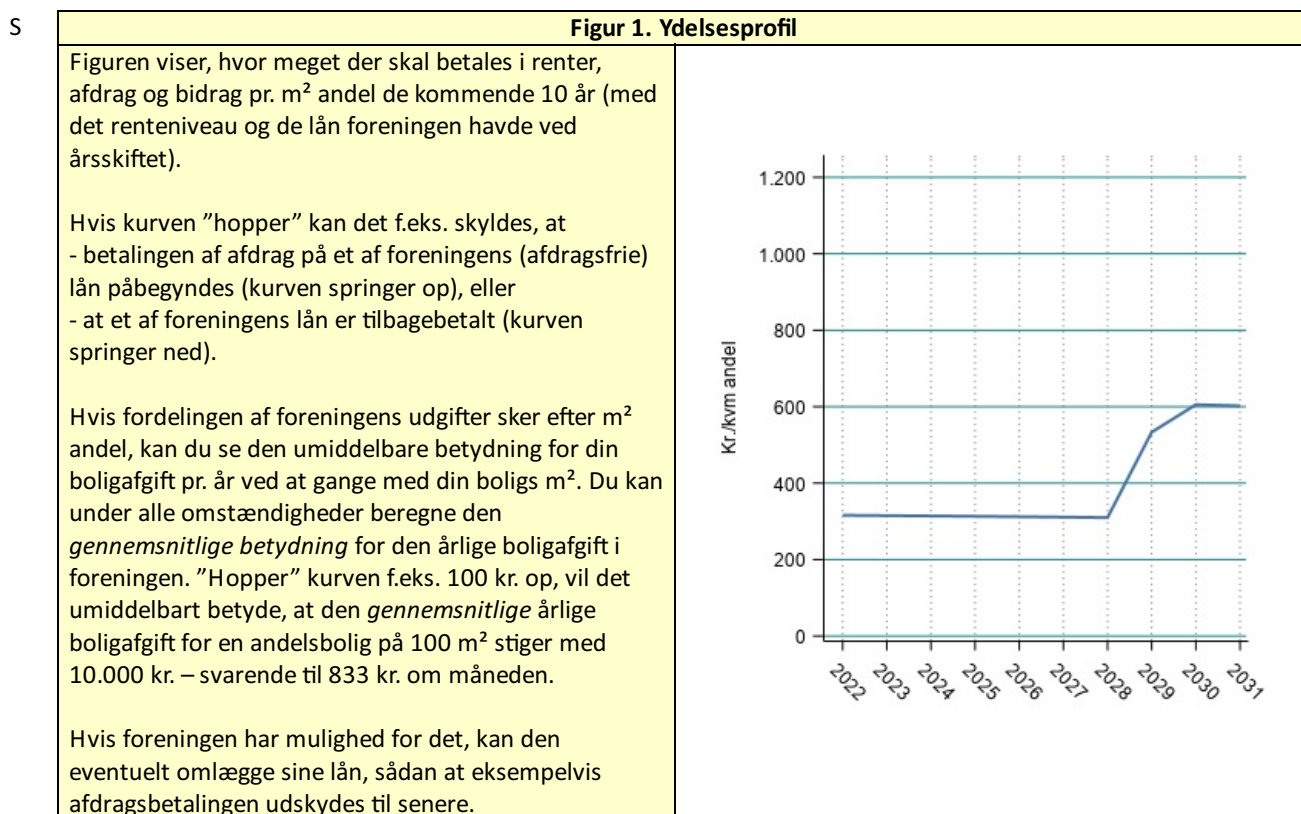 S
Figur 1. Ydelsesprofil
Figuren viser, hvor meget der skal betales i renter,
afdrag og bidrag pr. m² andel de kommende 10 år (med
det renteniveau og de lån foreningen havde ved
årsskiftet).
Hvis kurven ”hopper” kan det f.eks. skyldes, at
- betalingen af afdrag på et af foreningens (afdragsfrie)
lån påbegyndes (kurven springer op), eller
- at et af foreningens lån er tilbagebetalt (kurven
springer ned).
Hvis fordelingen af foreningens udgifter sker efter m²
andel, kan du se den umiddelbare betydning for din
boligafgift pr. år ved at gange med din boligs m². Du kan
under alle omstændigheder beregne den
gennemsnitlige betydning for den årlige boligafgift i
foreningen. ”Hopper” kurven f.eks. 100 kr. op, vil det
umiddelbart betyde, at den gennemsnitlige årlige
boligafgift for en andelsbolig på 100 m² stiger med
10.000 kr. – svarende til 833 kr. om måneden.
Hvis foreningen har mulighed for det, kan den
eventuelt omlægge sine lån, sådan at eksempelvis
afdragsbetalingen udskydes til senere.
Kr./kvm andel
1.200
1.000
800
600
400
200
0
2022
2023
2024
2025
2026
2027
2028
2029
2030
2031